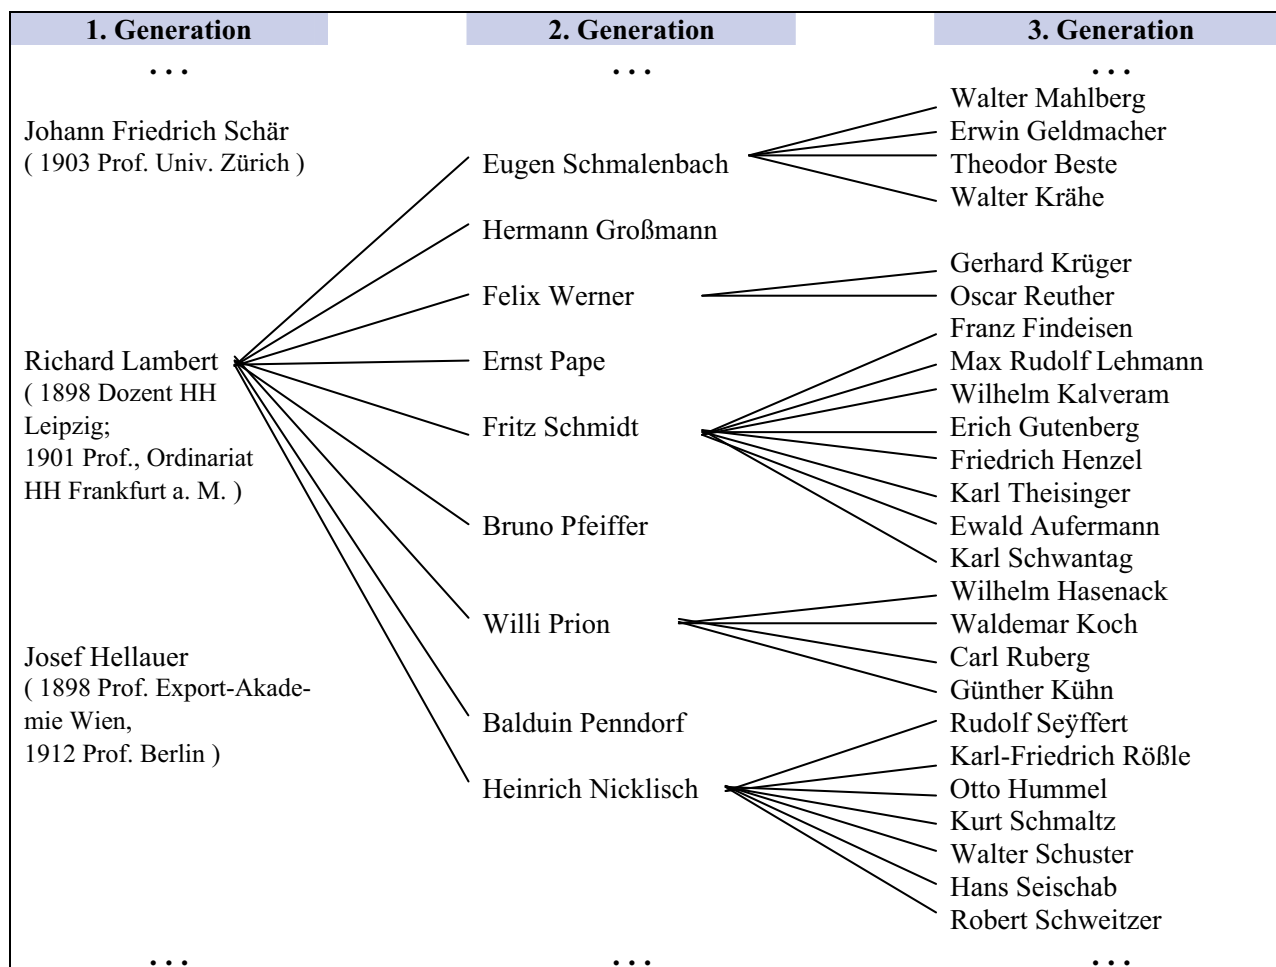 1. Generation
2. Generation
3. Generation
. . .
. . .
Johann Friedrich Schär
( 1903 Prof. Univ. Zürich )
Richard Lambert
( 1898 Dozent HH
Leipzig;
1901 Prof., Ordinariat
HH Frankfurt a. M. )
Josef Hellauer
( 1898 Prof. Export-Akade-
mie Wien,
1912 Prof. Berlin )
. . .
. . .
Eugen Schmalenbach
Hermann Großmann
Felix Werner
Ernst Pape
Fritz Schmidt
Bruno Pfeiffer
Willi Prion
Balduin Penndorf
Heinrich Nicklisch
. . .
. . .
Walter Mahlberg
Erwin Geldmacher
Theodor Beste
Walter Krähe
Gerhard Krüger
Oscar Reuther
Franz Findeisen
Max Rudolf Lehmann
Wilhelm Kalveram
Erich Gutenberg
Friedrich Henzel
Karl Theisinger
Ewald Aufermann
Karl Schwantag
Wilhelm Hasenack
Waldemar Koch
Carl Ruberg
Günther Kühn
Rudolf Seÿffert
Karl-Friedrich Rößle
Otto Hummel
Kurt Schmaltz
Walter Schuster
Hans Seischab
Robert Schweitzer
. . .